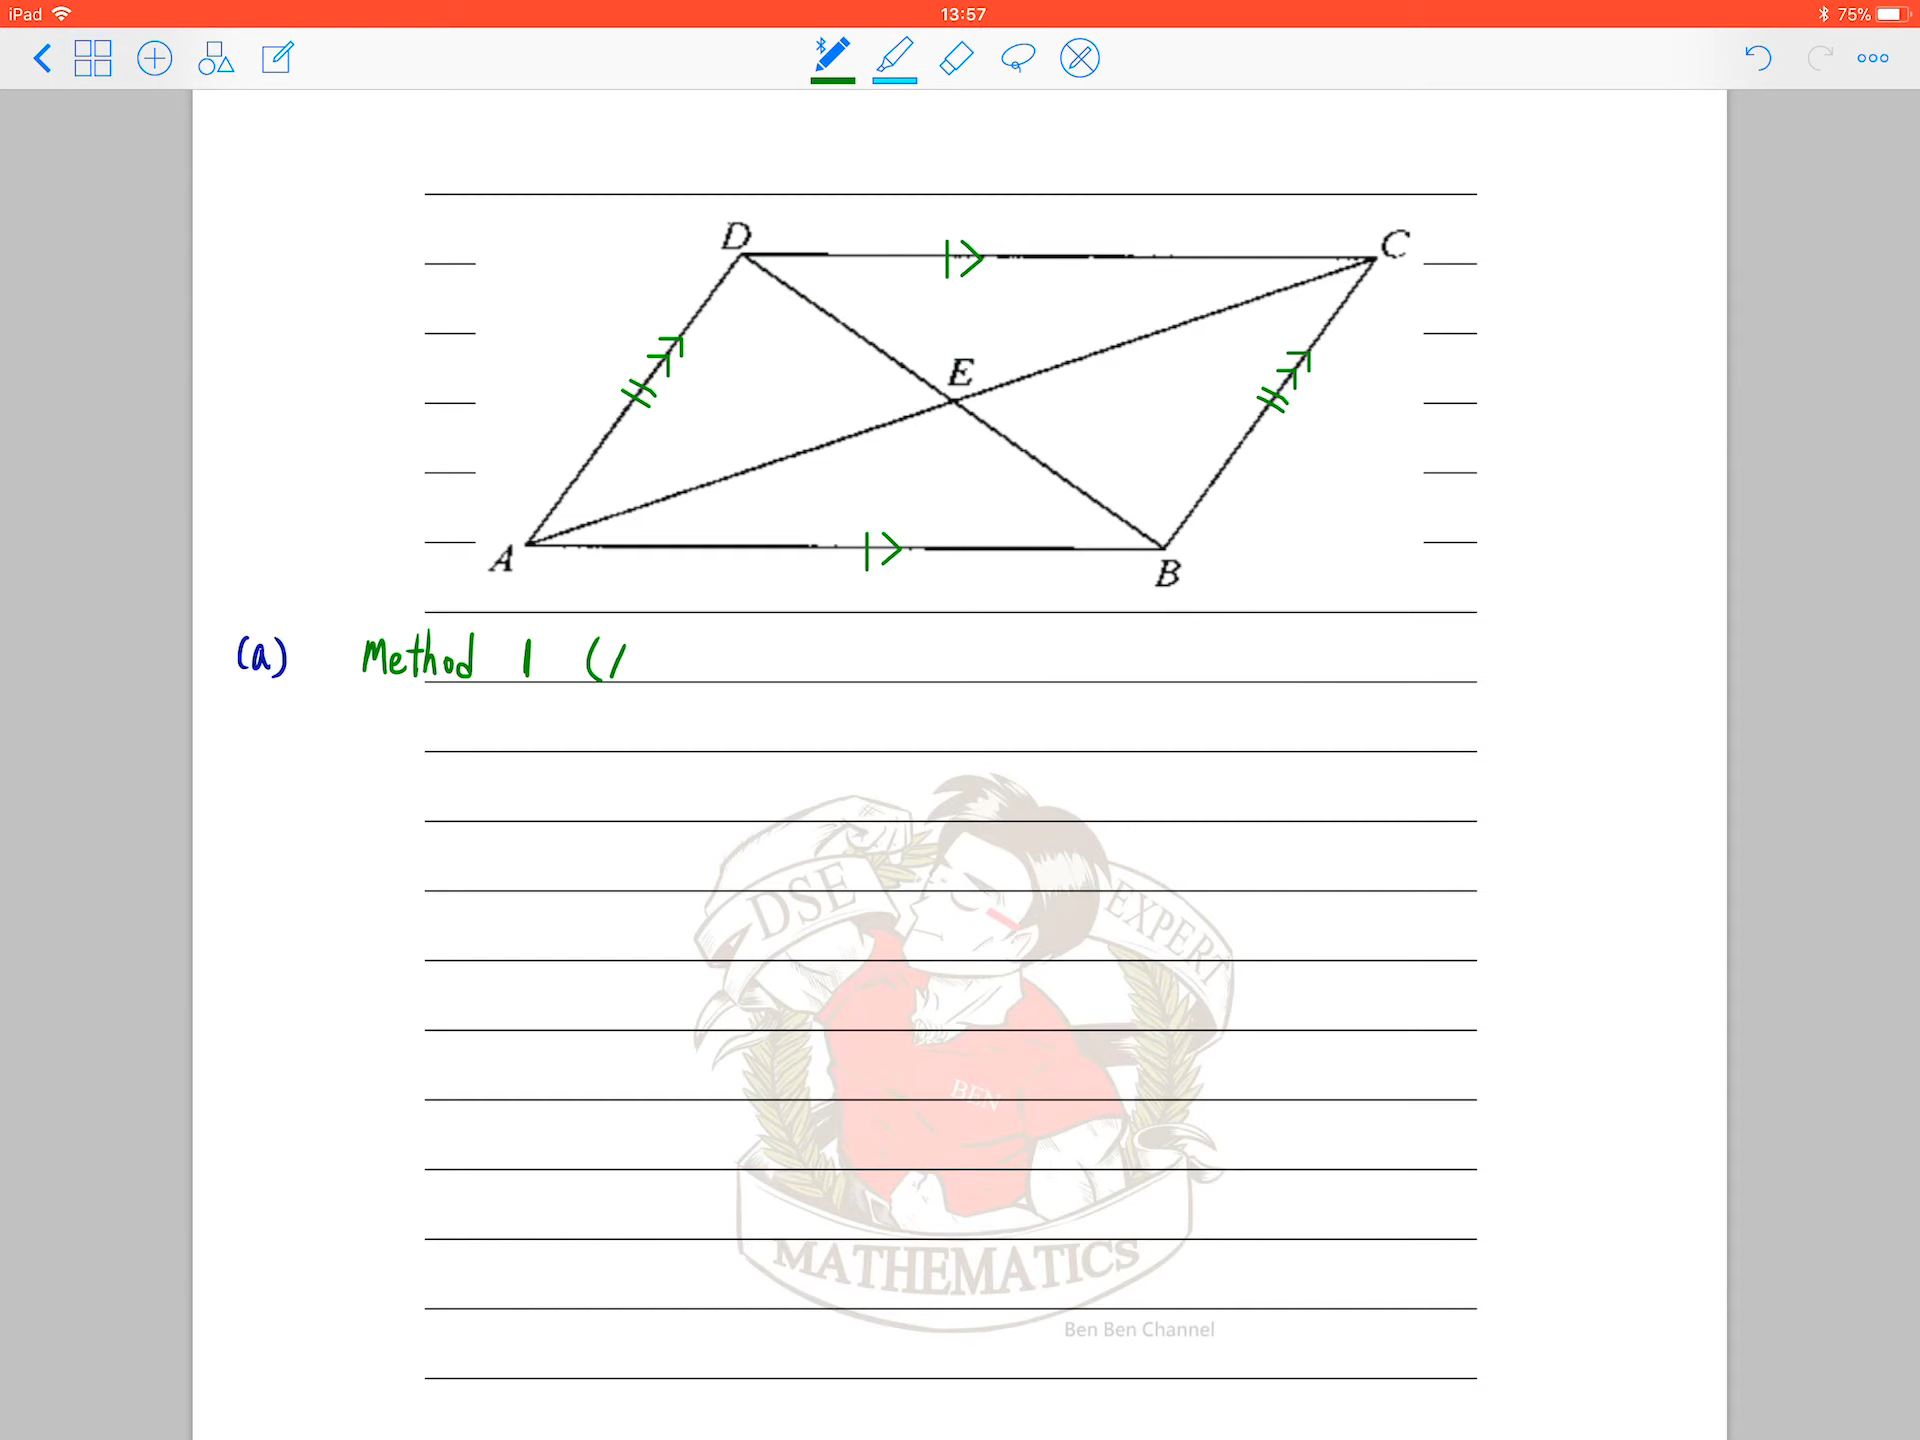 iPad 13:57 75%
D C
E
A B
(a) Method 1 (
DSE EXPERT
BEN
MATHEMATICS
Ben Ben Channel